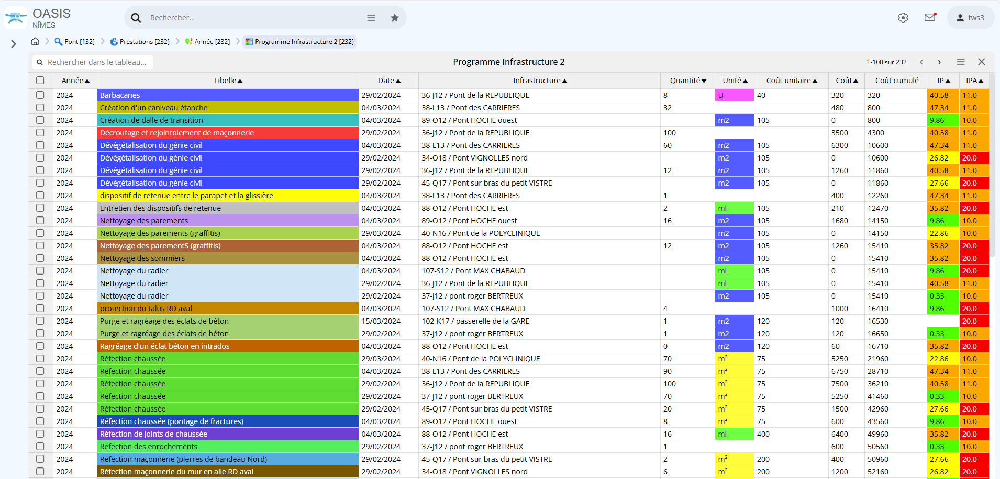 OASIS
NÎMES
Rechercher...
tws3
Pont [132]
Prestations [232]
Année [232]
Programme Infrastructure 2 [232]
Rechercher dans le tableau...
Programme Infrastructure 2
1-100 sur 232
Année Libelle Date Infrastructure Quantité Unité Coût unitaire Coût Coût cumulé IP IPA
2024 Barbacanes 29/02/2024 36-J12 / Pont de la REPUBLIQUE 8 U 40 320 320 40.58 11.0
2024 Création d'un caniveau étanche 04/03/2024 38-L13 / Pont des CARRIERES 32 480 800 47.34 11.0
2024 Création de dalle de transition 04/03/2024 89-O12 / Pont HOCHE ouest m2 105 0 800 9.86 10.0
2024 Décroutage et rejointoiement de maçonnerie 29/02/2024 36-J12 / Pont de la REPUBLIQUE 100 3500 4300 40.58 11.0
2024 Dévégétalisation du génie civil 04/03/2024 38-L13 / Pont des CARRIERES 60 m2 105 6300 10600 47.34 11.0
2024 Dévégétalisation du génie civil 29/02/2024 34-O18 / Pont VIGNOLLES nord m2 105 0 10600 26.82 20.0
2024 Dévégétalisation du génie civil 29/02/2024 36-J12 / Pont de la REPUBLIQUE 12 m2 105 1260 11860 40.58 11.0
2024 Dévégétalisation du génie civil 29/02/2024 45-Q17 / Pont sur bras du petit VISTRE m2 105 0 11860 27.66 20.0
2024 dispositif de retenue entre le parapet et la glissière 04/03/2024 38-L13 / Pont des CARRIERES 1 400 12260 47.34 11.0
2024 Entretien des dispositifs de retenue 04/03/2024 88-O12 / Pont HOCHE est 2 ml 105 210 12470 35.82 20.0
2024 Nettoyage des parements 04/03/2024 89-O12 / Pont HOCHE ouest 16 m2 105 1680 14150 9.86 10.0
2024 Nettoyage des parements (graffitis) 29/03/2024 40-N16 / Pont de la POLYCLINIQUE m2 105 0 14150 22.86 10.0
2024 Nettoyage des parementS (graffitis) 04/03/2024 88-O12 / Pont HOCHE est 12 m2 105 1260 15410 35.82 20.0
2024 Nettoyage des sommiers 04/03/2024 88-O12 / Pont HOCHE est m2 105 0 15410 35.82 20.0
2024 Nettoyage du radier 04/03/2024 107-S12 / Pont MAX CHABAUD ml 105 0 15410 9.86 20.0
2024 Nettoyage du radier 29/02/2024 36-J12 / Pont de la REPUBLIQUE ml 105 0 15410 40.58 11.0
2024 Nettoyage du radier 29/02/2024 37-J12 / pont roger BERTREUX m2 105 0 15410 0.33 10.0
2024 protection du talus RD aval 04/03/2024 107-S12 / Pont MAX CHABAUD 4 1000 16410 9.86 20.0
2024 Purge et ragréage des éclats de béton 15/03/2024 102-K17 / passerelle de la GARE 1 m2 120 120 16530 20.0
2024 Purge et ragréage des éclats de béton 29/02/2024 37-J12 / pont roger BERTREUX 1 m2 120 120 16650 0.33 10.0
2024 Ragréage d'un éclat béton en intrados 04/03/2024 88-O12 / Pont HOCHE est 0 m2 120 60 16710 35.82 20.0
2024 Réfection chaussée 29/03/2024 40-N16 / Pont de la POLYCLINIQUE 70 m² 75 5250 21960 22.86 10.0
2024 Réfection chaussée 04/03/2024 38-L13 / Pont des CARRIERES 90 m² 75 6750 28710 47.34 11.0
2024 Réfection chaussée 29/02/2024 36-J12 / Pont de la REPUBLIQUE 100 m² 75 7500 36210 40.58 11.0
2024 Réfection chaussée 29/02/2024 37-J12 / pont roger BERTREUX 70 m² 75 5250 41460 0.33 10.0
2024 Réfection chaussée 29/02/2024 45-Q17 / Pont sur bras du petit VISTRE 20 m² 75 1500 42960 27.66 20.0
2024 Réfection chaussée (pontage de fractures) 04/03/2024 89-O12 / Pont HOCHE ouest 8 m² 75 600 43560 9.86 10.0
2024 Réfection de joints de chaussée 04/03/2024 88-O12 / Pont HOCHE est 16 ml 400 6400 49960 35.82 20.0
2024 Réfection des enrochements 29/02/2024 37-J12 / pont roger BERTREUX 1 600 50560 0.33 10.0
2024 Réfection maçonnerie (pierres de bandeau Nord) 29/02/2024 45-Q17 / Pont sur bras du petit VISTRE 2 m² 200 400 50960 27.66 20.0
2024 Réfection maçonnerie du mur en aile RD aval 29/02/2024 34-O18 / Pont VIGNOLLES nord 6 m² 200 1200 52160 26.82 20.0